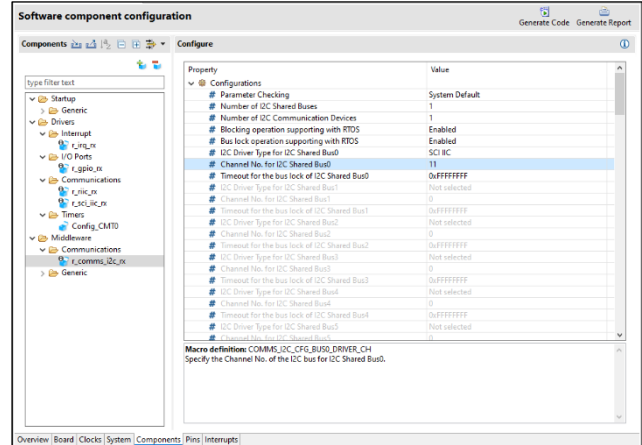 Software component configuration
Generate Code Generate Report
Components
Configure
type filter text
Startup
Generic
Drivers
Interrupt
r_irq_rx
I/O Ports
r_gpio_rx
Communications
r_riic_rx
r_sci_iic_rx
Timers
Config_CMT0
Middleware
Communications
r_comms_i2c_rx
Generic
Property Value
Configurations
# Parameter Checking System Default
# Number of I2C Shared Buses 1
# Number of I2C Communication Devices 1
# Blocking operation supporting with RTOS Enabled
# Bus lock operation supporting with RTOS Enabled
# I2C Driver Type for I2C Shared Bus0 SCI IIC
# Channel No. for I2C Shared Bus0 11
# Timeout for the bus lock of I2C Shared Bus0 0xFFFFFFFF
# I2C Driver Type for I2C Shared Bus1 Not selected
# Channel No. for I2C Shared Bus1 0
# Timeout for the bus lock of I2C Shared Bus1 0xFFFFFFFF
# I2C Driver Type for I2C Shared Bus2 Not selected
# Channel No. for I2C Shared Bus2 0
# Timeout for the bus lock of I2C Shared Bus2 0xFFFFFFFF
# I2C Driver Type for I2C Shared Bus3 Not selected
# Channel No. for I2C Shared Bus3 0
# Timeout for the bus lock of I2C Shared Bus3 0xFFFFFFFF
# I2C Driver Type for I2C Shared Bus4 Not selected
# Channel No. for I2C Shared Bus4 0
# Timeout for the bus lock of I2C Shared Bus4 0xFFFFFFFF
# I2C Driver Type for I2C Shared Bus5 Not selected
# Channel No. for I2C Shared Bus5 0
Macro definition: COMMS_I2C_CFG_BUS0_DRIVER_CH
Specify the Channel No. of the I2C bus for I2C Shared Bus0.
Overview Board Clocks System Components Pins Interrupts